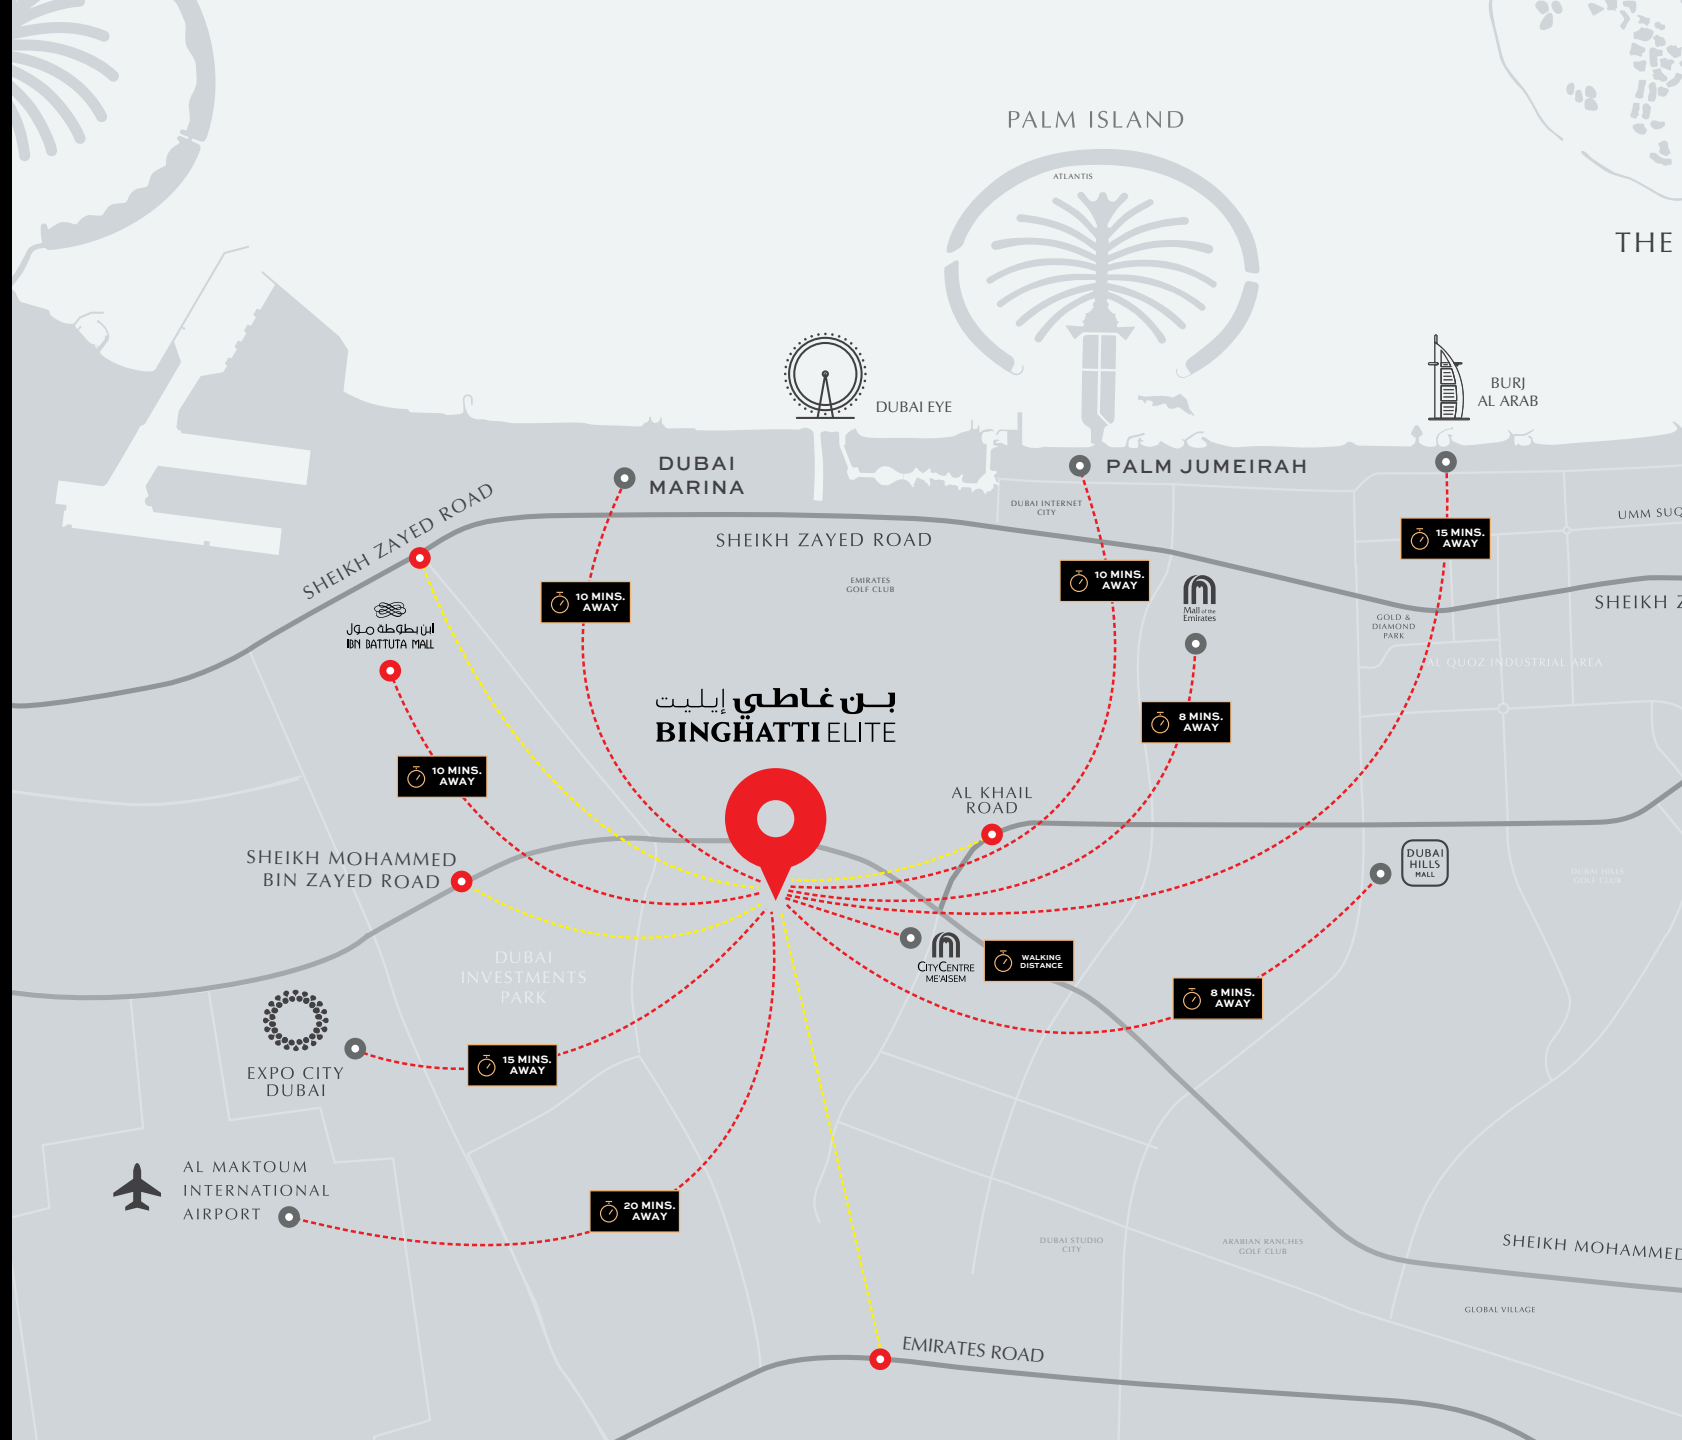 PALM ISLAND
ATLANTIS
THE
BURJ
AL ARAB
DUBAI EYE
DUBAI
MARINA
PALM JUMEIRAH
SHEIKH ZAYED ROAD
DUBAI INTERNET
CITY
UMM SUQ
SHEIKH ZAYED ROAD
15 MINS.
AWAY
EMIRATES
GOLF CLUB
10 MINS.
AWAY
10 MINS.
AWAY
Mall of the
Emirates
SHEIKH Z
GOLD &
DIAMOND
PARK
ابن بطوطة مول
IBN BATTUTA MALL
AL QUOZ INDUSTRIAL AREA
بن غاطي إيليت
BINGHATTI ELITE
8 MINS.
AWAY
10 MINS.
AWAY
AL KHAIL
ROAD
SHEIKH MOHAMMED
BIN ZAYED ROAD
DUBAI
HILLS
MALL
DUBAI HILLS
GOLF CLUB
CITY CENTRE
ME'AISEM
WALKING
DISTANCE
DUBAI
INVESTMENTS
PARK
8 MINS.
AWAY
EXPO CITY
DUBAI
15 MINS.
AWAY
AL MAKTOUM
INTERNATIONAL
AIRPORT
20 MINS.
AWAY
DUBAI STUDIO
CITY
ARABIAN RANCHES
GOLF CLUB
SHEIKH MOHAMMED
GLOBAL VILLAGE
EMIRATES ROAD